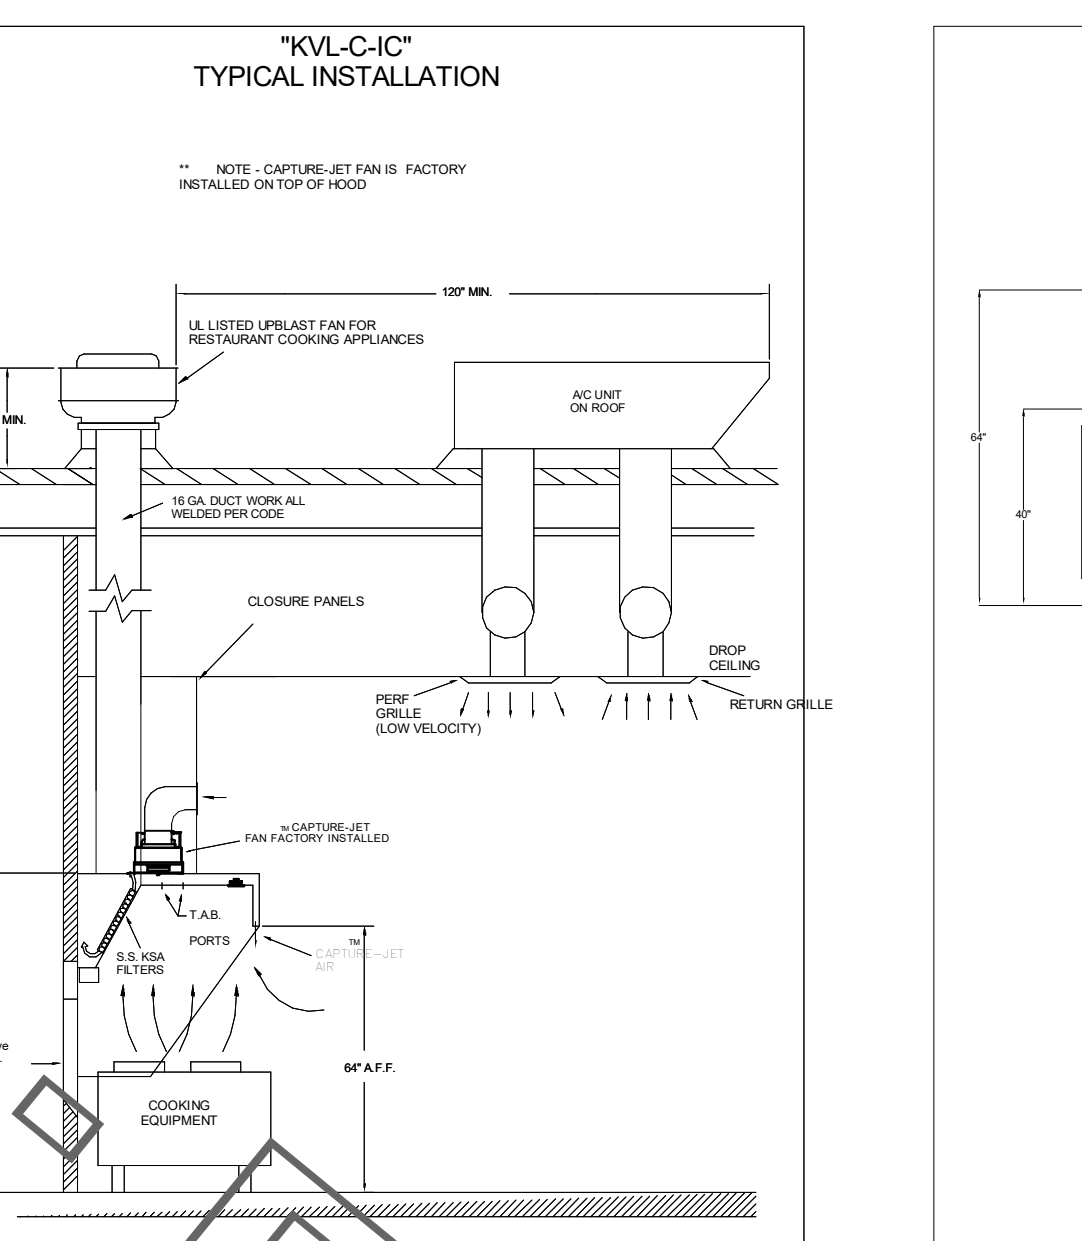 "KVL-C-IC"
TYPICAL INSTALLATION
** NOTE - CAPTURE-JET FAN IS FACTORY
INSTALLED ON TOP OF HOOD
120" MIN.
UL LISTED UPBLAST FAN FOR
RESTAURANT COOKING APPLIANCES
A/C UNIT
ON ROOF
MIN.
64"
40"
16 GA. DUCT WORK ALL
WELDED PER CODE
CLOSURE PANELS
DROP
CEILING
PERF
GRILLE
(LOW VELOCITY)
RETURN GRILLE
TM CAPTURE-JET
FAN FACTORY INSTALLED
T.A.B.
PORTS
TM
CAPTURE-JET
AIR
S.S. KSA
FILTERS
64" A.F.F.
COOKING
EQUIPMENT